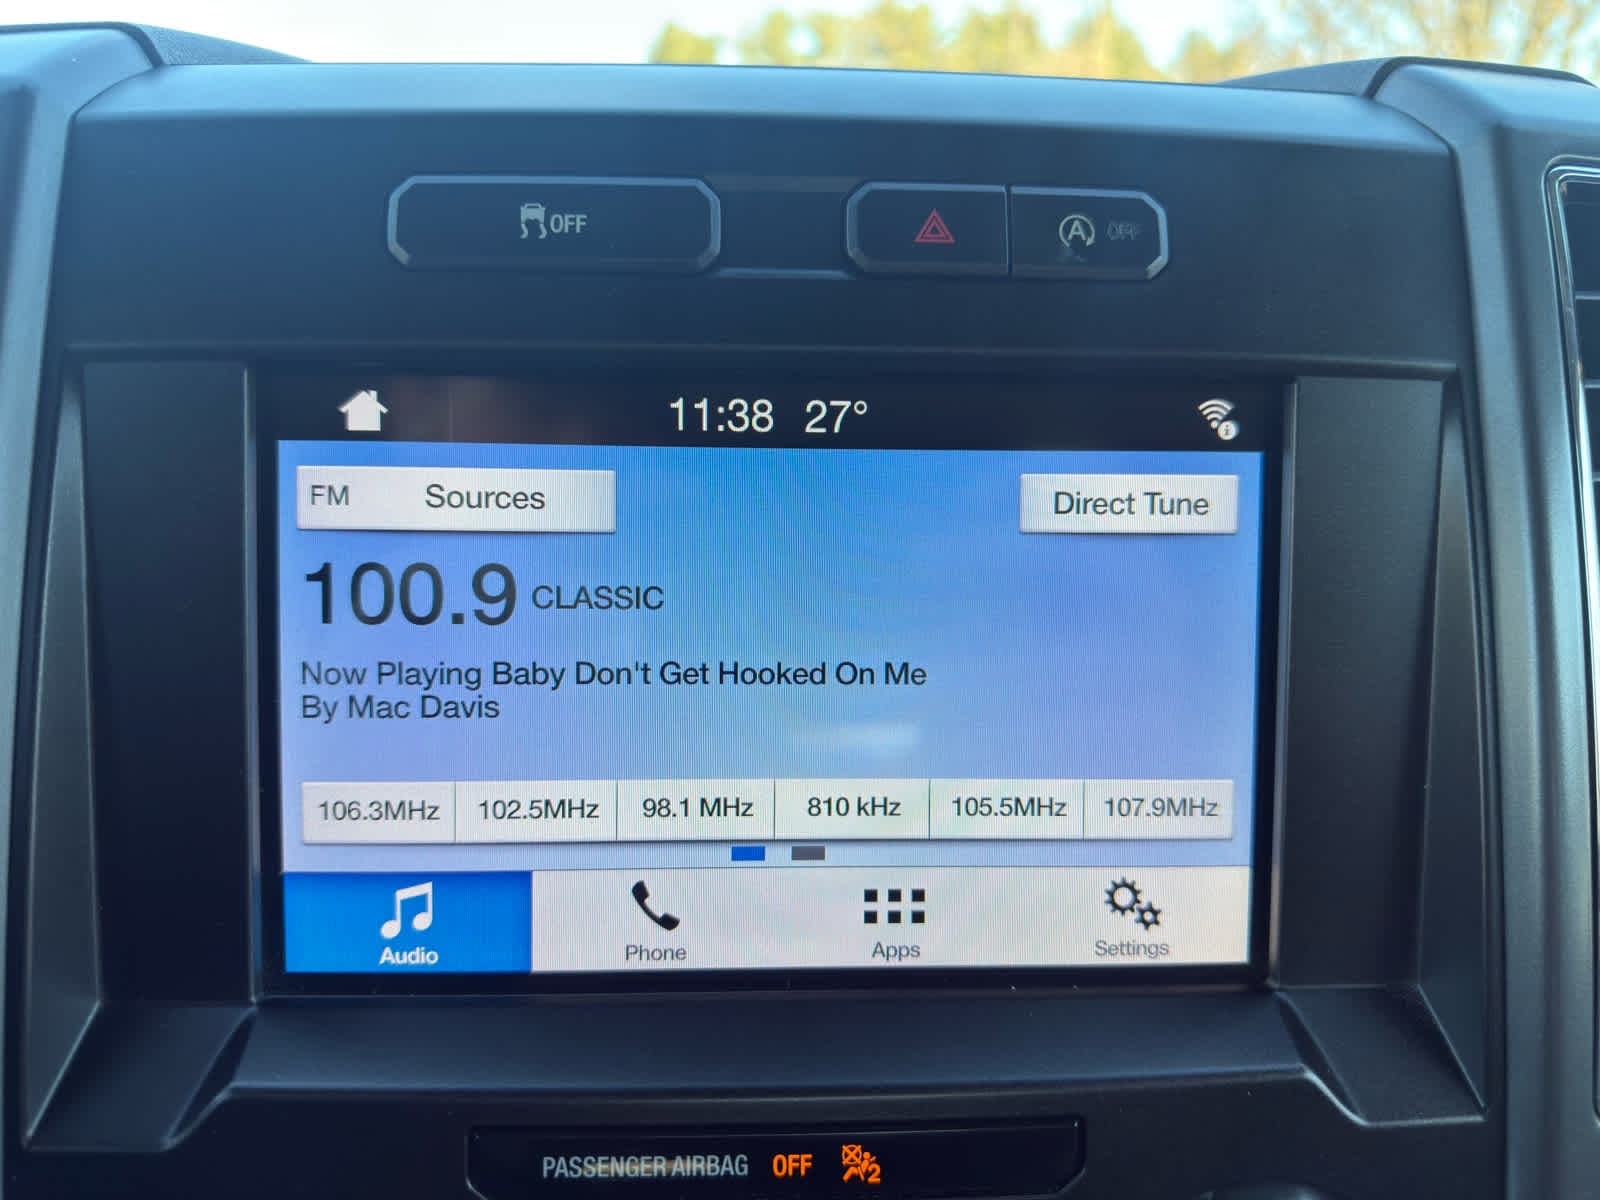 OFF
A OFF
11:38 27°
FM Sources
Direct Tune
100.9 CLASSIC
Now Playing Baby Don't Get Hooked On Me
By Mac Davis
106.3MHz 102.5MHz 98.1 MHz 810 kHz 105.5MHz 107.9MHz
Audio Phone Apps Settings
PASSENGER AIRBAG OFF 2